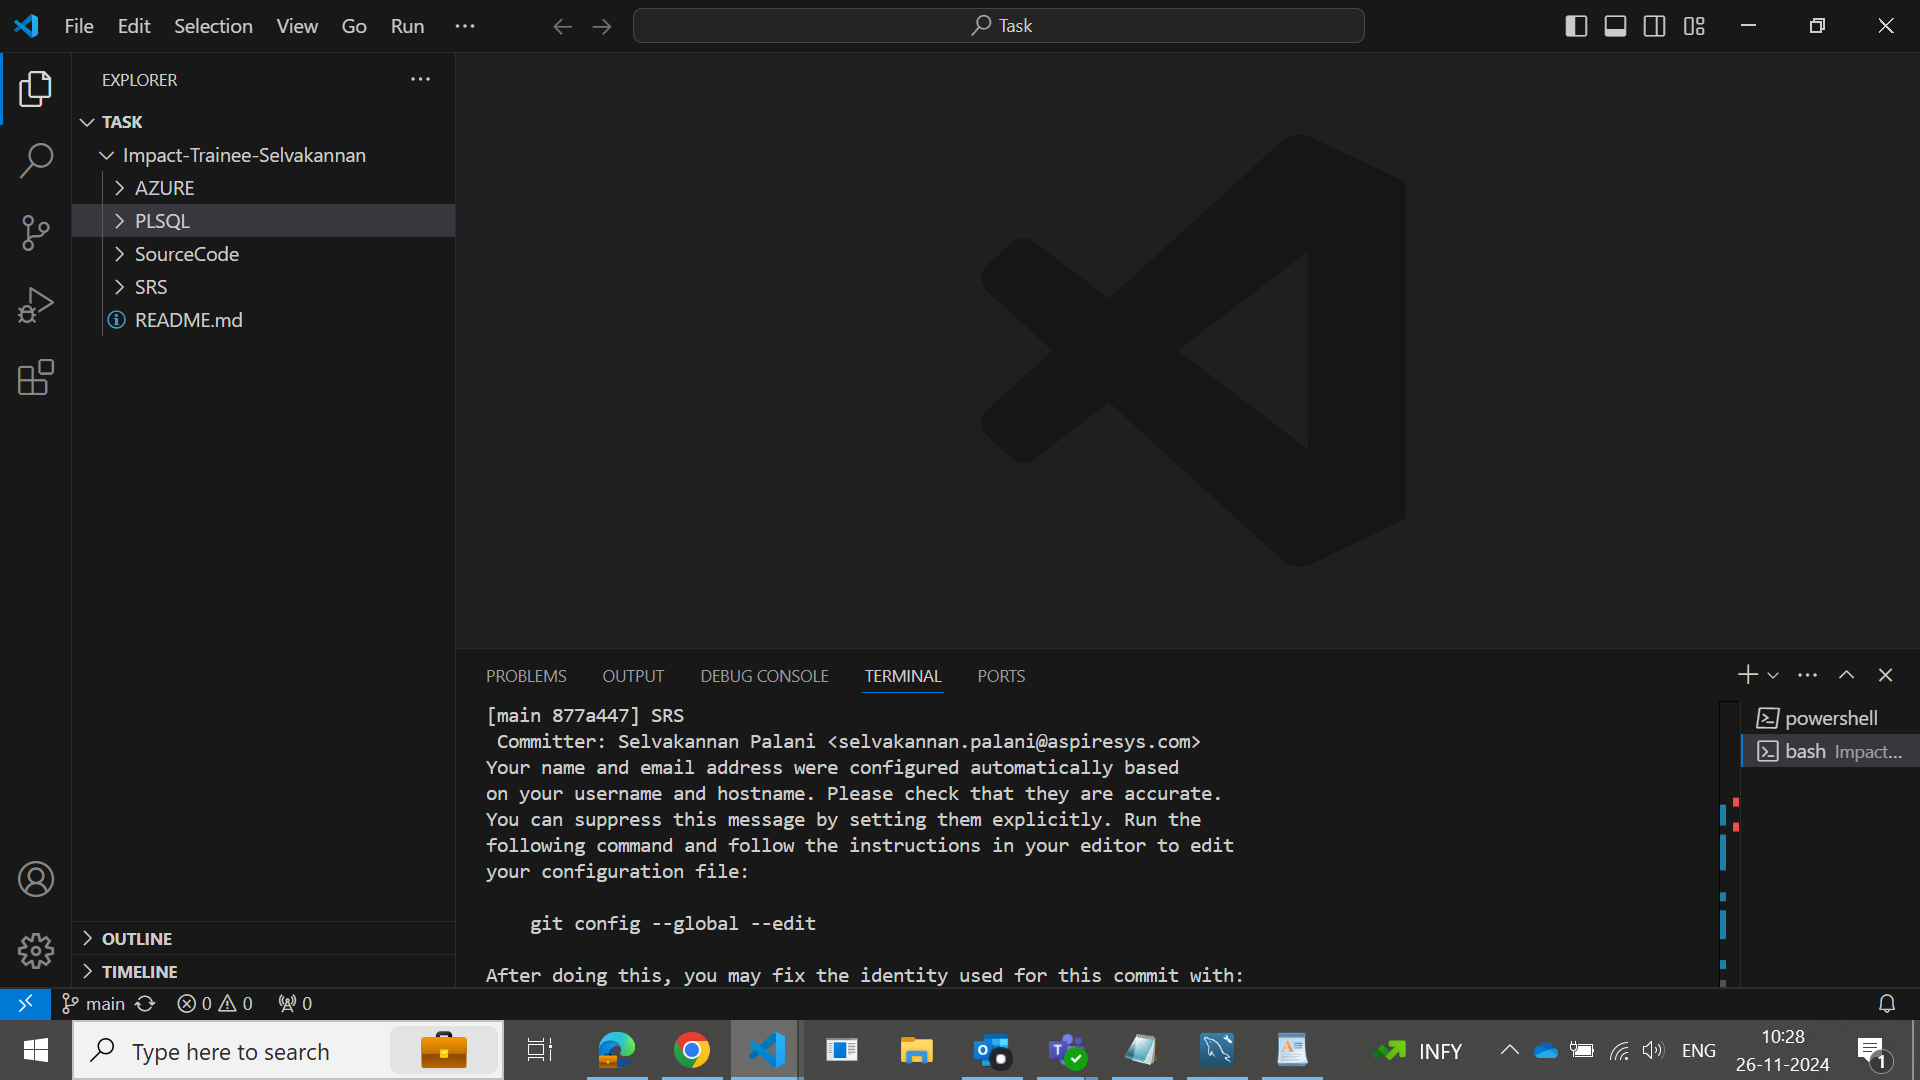 File Edit Selection View Go Run ··· Task
EXPLORER ···
TASK
Impact-Trainee-Selvakannan
AZURE
PLSQL
SourceCode
SRS
README.md
OUTLINE
TIMELINE
PROBLEMS OUTPUT DEBUG CONSOLE TERMINAL PORTS
[main 877a447] SRS
Committer: Selvakannan Palani <selvakannan.palani@aspiresys.com>
Your name and email address were configured automatically based
on your username and hostname. Please check that they are accurate.
You can suppress this message by setting them explicitly. Run the
following command and follow the instructions in your editor to edit
your configuration file:
git config --global --edit
After doing this, you may fix the identity used for this commit with:
powershell
bash Impact...
main 0 0 0
Type here to search
INFY ENG
10:28
26-11-2024
1